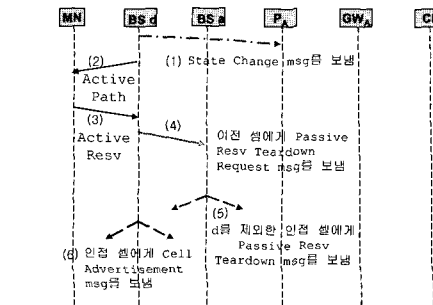 MN BS d BS a P_A GW_A C
(1) State Change msg를 보냄
(2)
Active
Path
(3)
Active
Resv
(4)
이전 셀에게 Passive
Resv Teardown
Request msg를 보냄
(5)
d를 제외한 인접 셀에게
Passive Resv
Teardown msg를 보냄
(6) 인접 셀에게 Cell
Advertisement
msg를 보냄